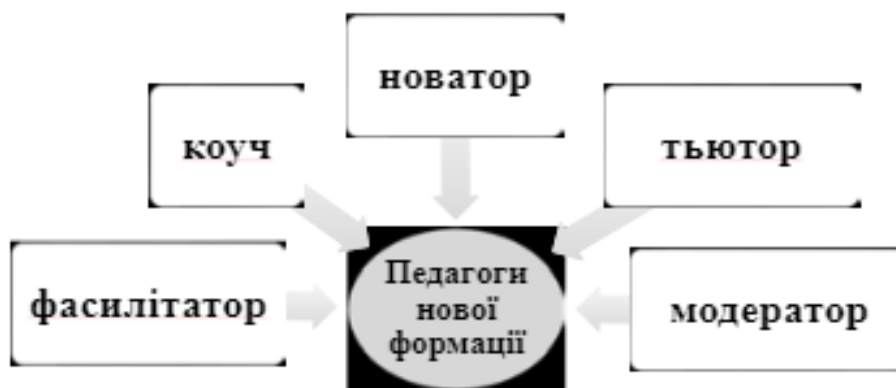 новатор
коуч
тьютор
фасилітатор
Педагоги
нової
формації
модератор